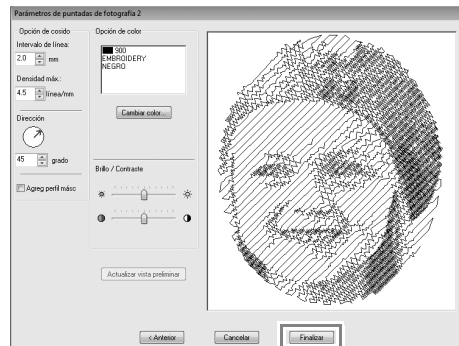 Parámetros de puntadas de fotografía 2
Opción de cosido
Intervalo de línea:
2.0 mm
Densidad máx.:
4.5 línea/mm
Dirección
45 grado
Agreg perfil másc
Opción de color
900
EMBROIDERY
NEGRO
Cambiar color...
Brillo / Contraste
Actualizar vista preliminar
< Anterior
Cancelar
Finalizar